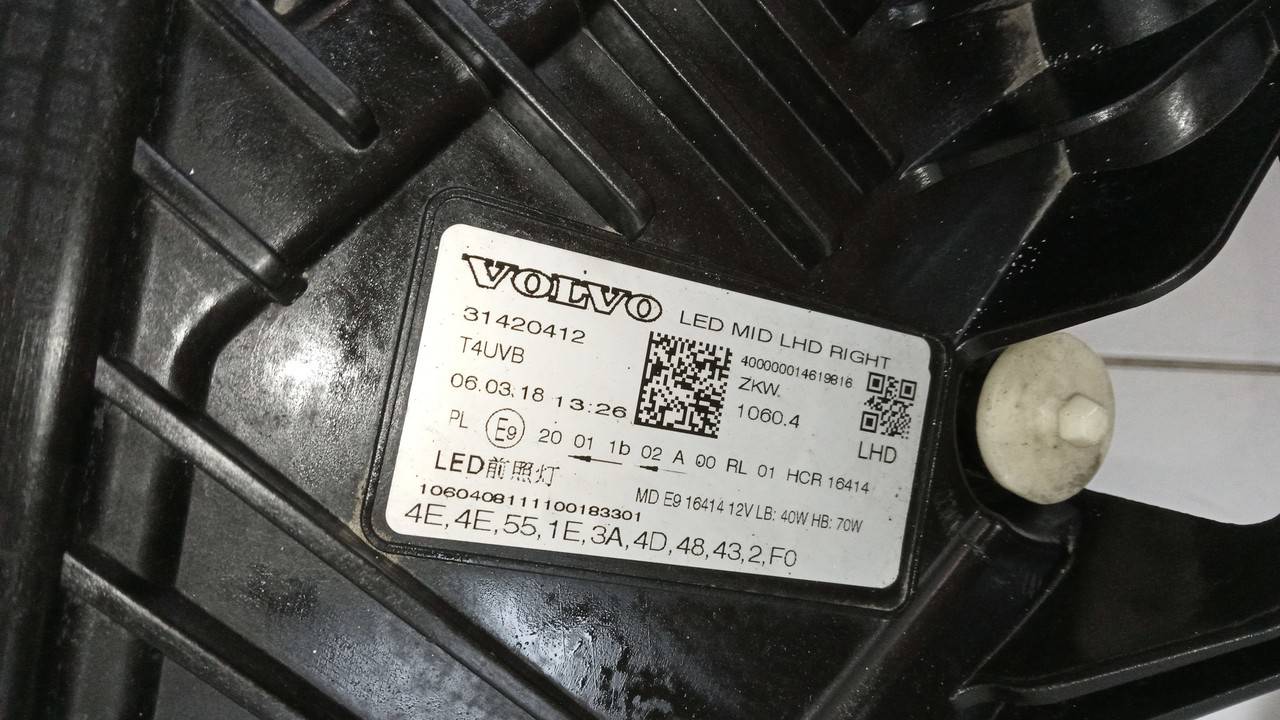 VOLVO LED MID LHD RIGHT
31420412
T4UVB
400000014619816
ZKW
1060.4
06.03.18 13:26
LHD
PL E9 20 01 1b 02 A 00 RL 01 HCR 16414
LED前照灯
MD E9 16414 12V LB: 40W HB: 70W
1060408111100183301
4E,4E,55,1E,3A,4D,48,43,2,F0